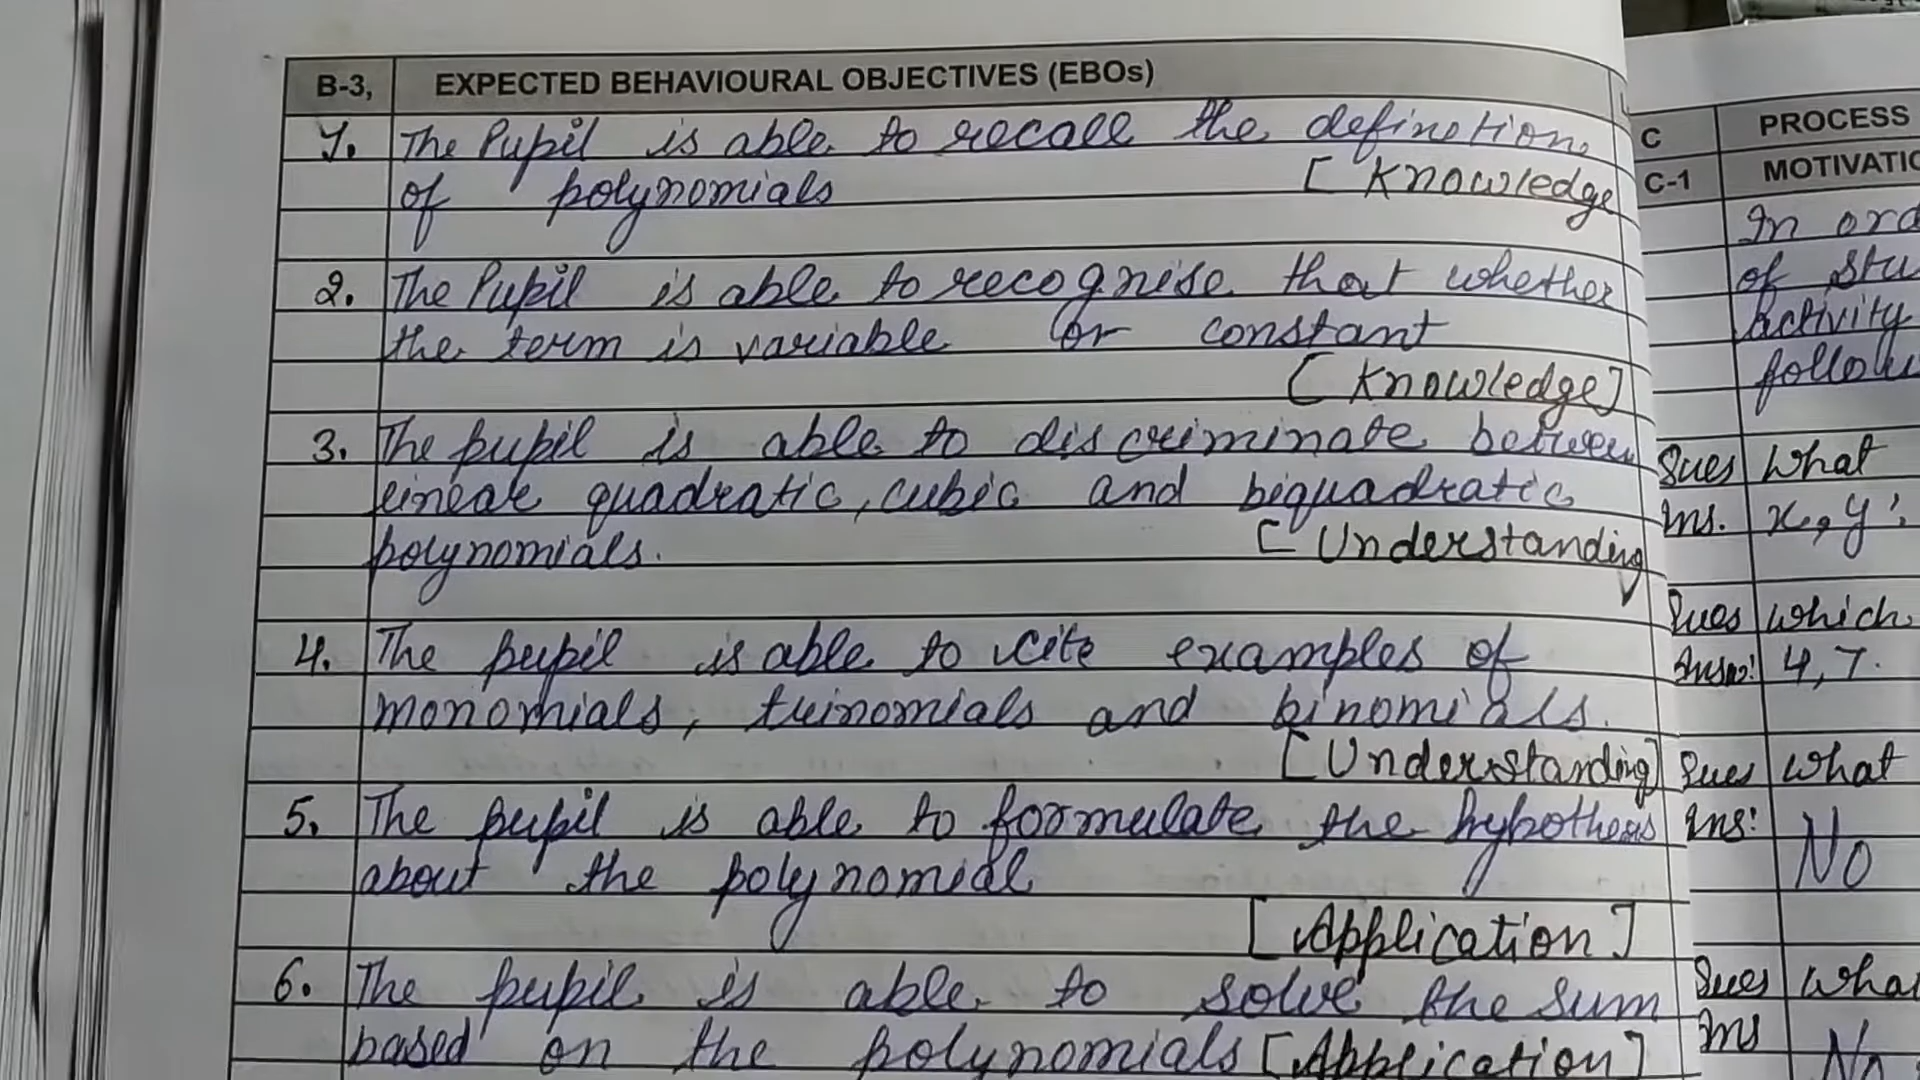 B-3, EXPECTED BEHAVIOURAL OBJECTIVES (EBOs)
1. The Pupil is able to recall the definition
of polynomials [Knowledge
2. The Pupil is able to recognise that whether
the term is variable or constant
[Knowledge]
3. The pupil is able to discriminate between
linear quadratic, cubic and biquadratic
polynomials. [Understanding
4. The pupil is able to cite examples of
monomials, trinomials and binomials.
[Understanding]
5. The pupil is able to formulate the hypothesis
about the polynomial
[Application]
6. The pupil is able to solve the sum
based on the polynomials [Application]
C PROCESS
C-1 MOTIVATIO
In ord
of stu
activity
follow
Ques What
Ans. x, y
Ques which
Ans: 4, 7.
Ques What
Ans: No
Ques wha
Ans No